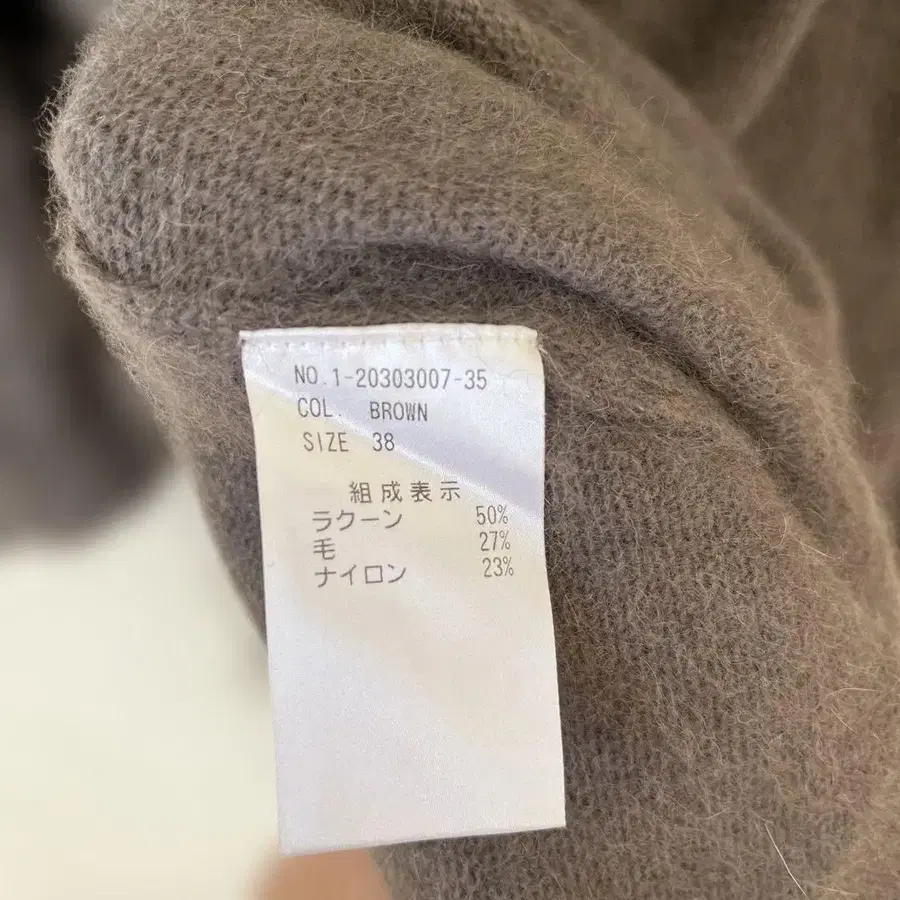 NO.1-20303007-35
COL. BROWN
SIZE 38
組成表示
ラクーン 50%
毛 27%
ナイロン 23%